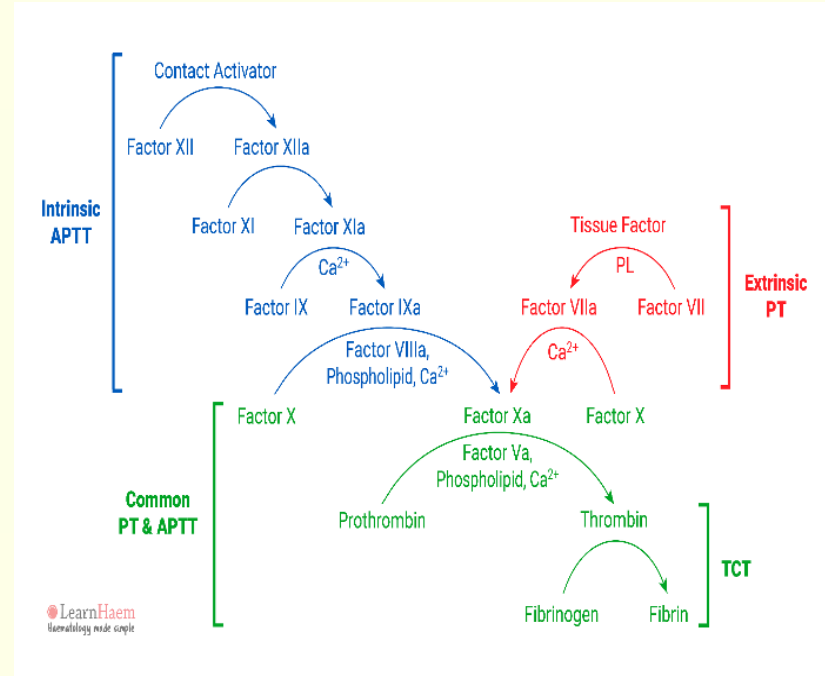 Contact Activator
Factor XII
Factor XIIa
Intrinsic
APTT
Factor XI
Factor XIa
Ca²⁺
Factor IX
Factor IXa
Factor VIIIa,
Phospholipid, Ca²⁺
Tissue Factor
PL
Factor VIIa
Factor VII
Ca²⁺
Extrinsic
PT
Factor X
Factor Xa
Factor X
Factor Va,
Phospholipid, Ca²⁺
Common
PT & APTT
Prothrombin
Thrombin
TCT
Fibrinogen
Fibrin
LearnHaem
Haematology made simple